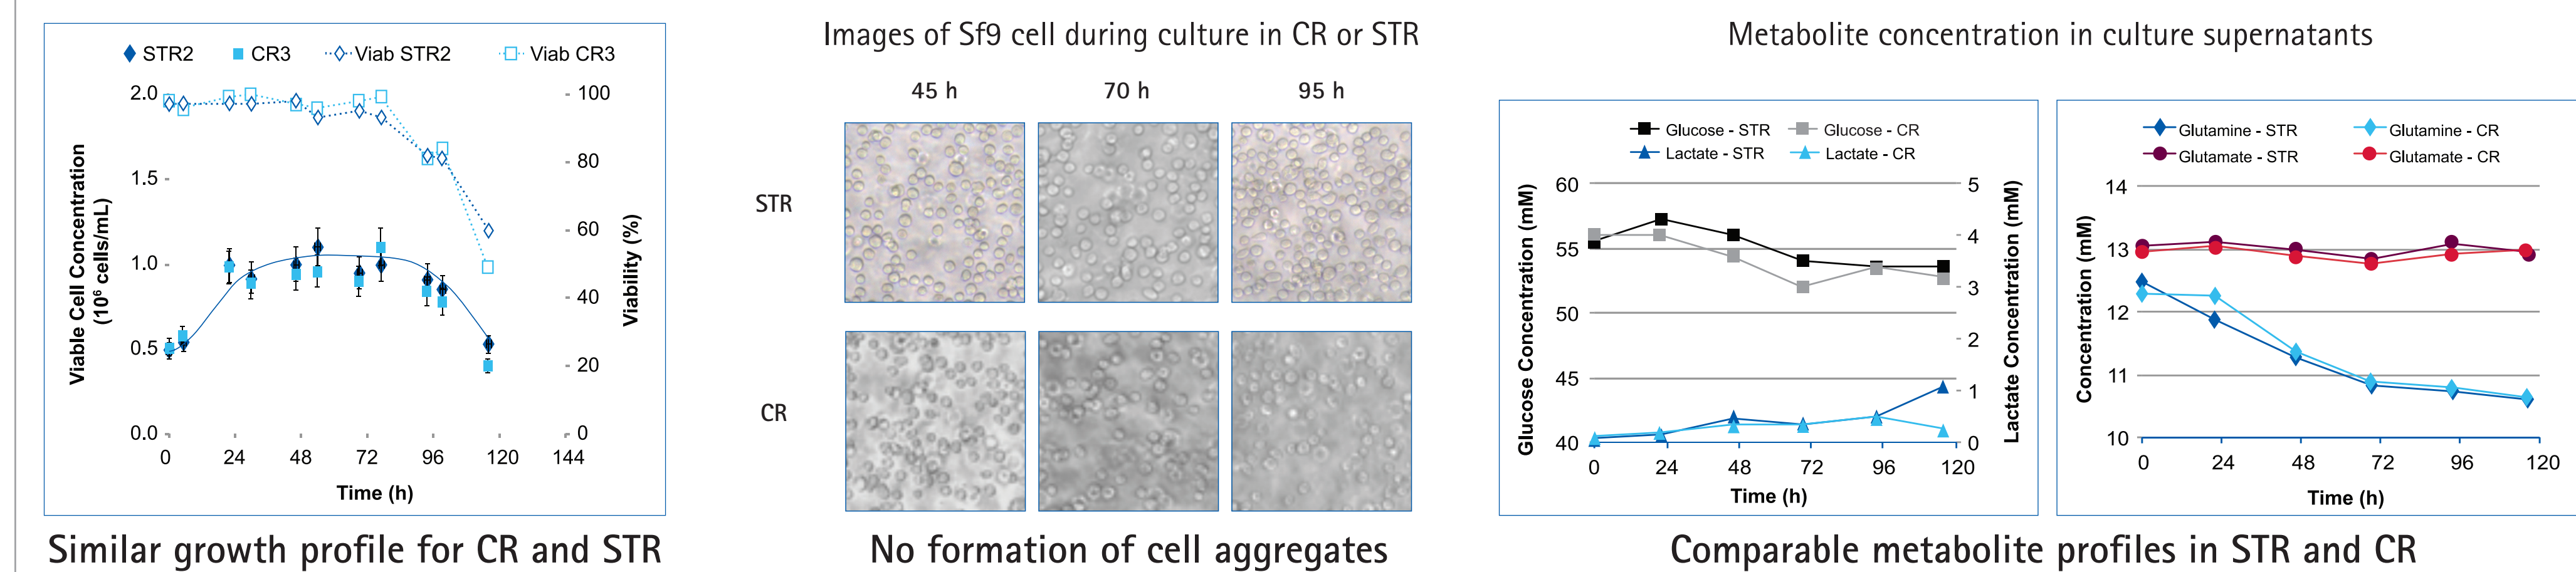 STR2 CR3 Viab STR2 Viab CR3
2.0
1.5
1.0
0.5
0.0
100
80
60
40
20
0
Viable Cell Concentration
(10⁶ cells/mL)
Viability (%)
0 24 48 72 96 120 144
Time (h)
Similar growth profile for CR and STR
Images of Sf9 cell during culture in CR or STR
45 h 70 h 95 h
STR
CR
No formation of cell aggregates
Metabolite concentration in culture supernatants
Glucose - STR Glucose - CR
Lactate - STR Lactate - CR
60
55
50
45
40
5
4
3
2
1
0
Glucose Concentration (mM)
Lactate Concentration (mM)
0 24 48 72 96 120
Time (h)
Glutamine - STR Glutamine - CR
Glutamate - STR Glutamate - CR
14
13
12
11
10
Concentration (mM)
0 24 48 72 96 120
Time (h)
Comparable metabolite profiles in STR and CR